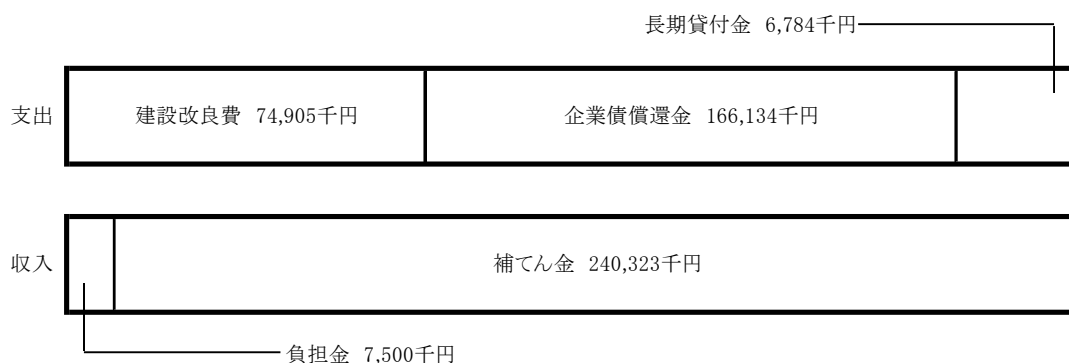 長期貸付金 6,784千円
支出
建設改良費 74,905千円
企業債償還金 166,134千円
収入
補てん金 240,323千円
負担金 7,500千円